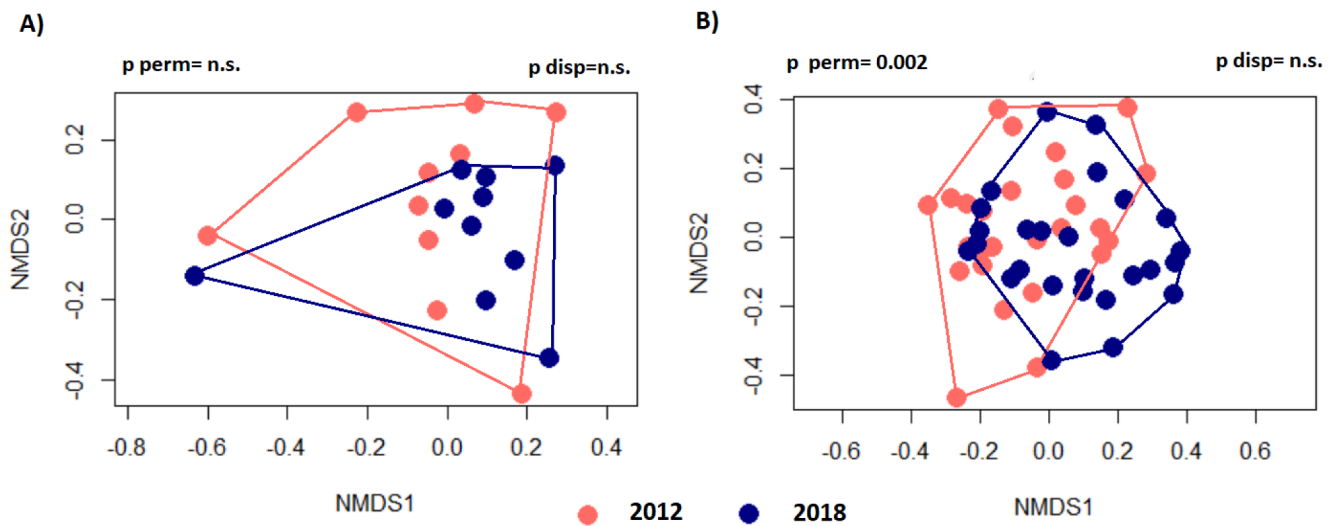 A)
p perm= n.s. p disp=n.s.
NMDS2
0.2
0.0
-0.2
-0.4
-0.8 -0.6 -0.4 -0.2 0.0 0.2 0.4
NMDS1
B)
p perm= 0.002 p disp= n.s.
NMDS2
0.4
0.2
0.0
-0.2
-0.4
-0.6 -0.4 -0.2 0.0 0.2 0.4 0.6
NMDS1
2012 2018